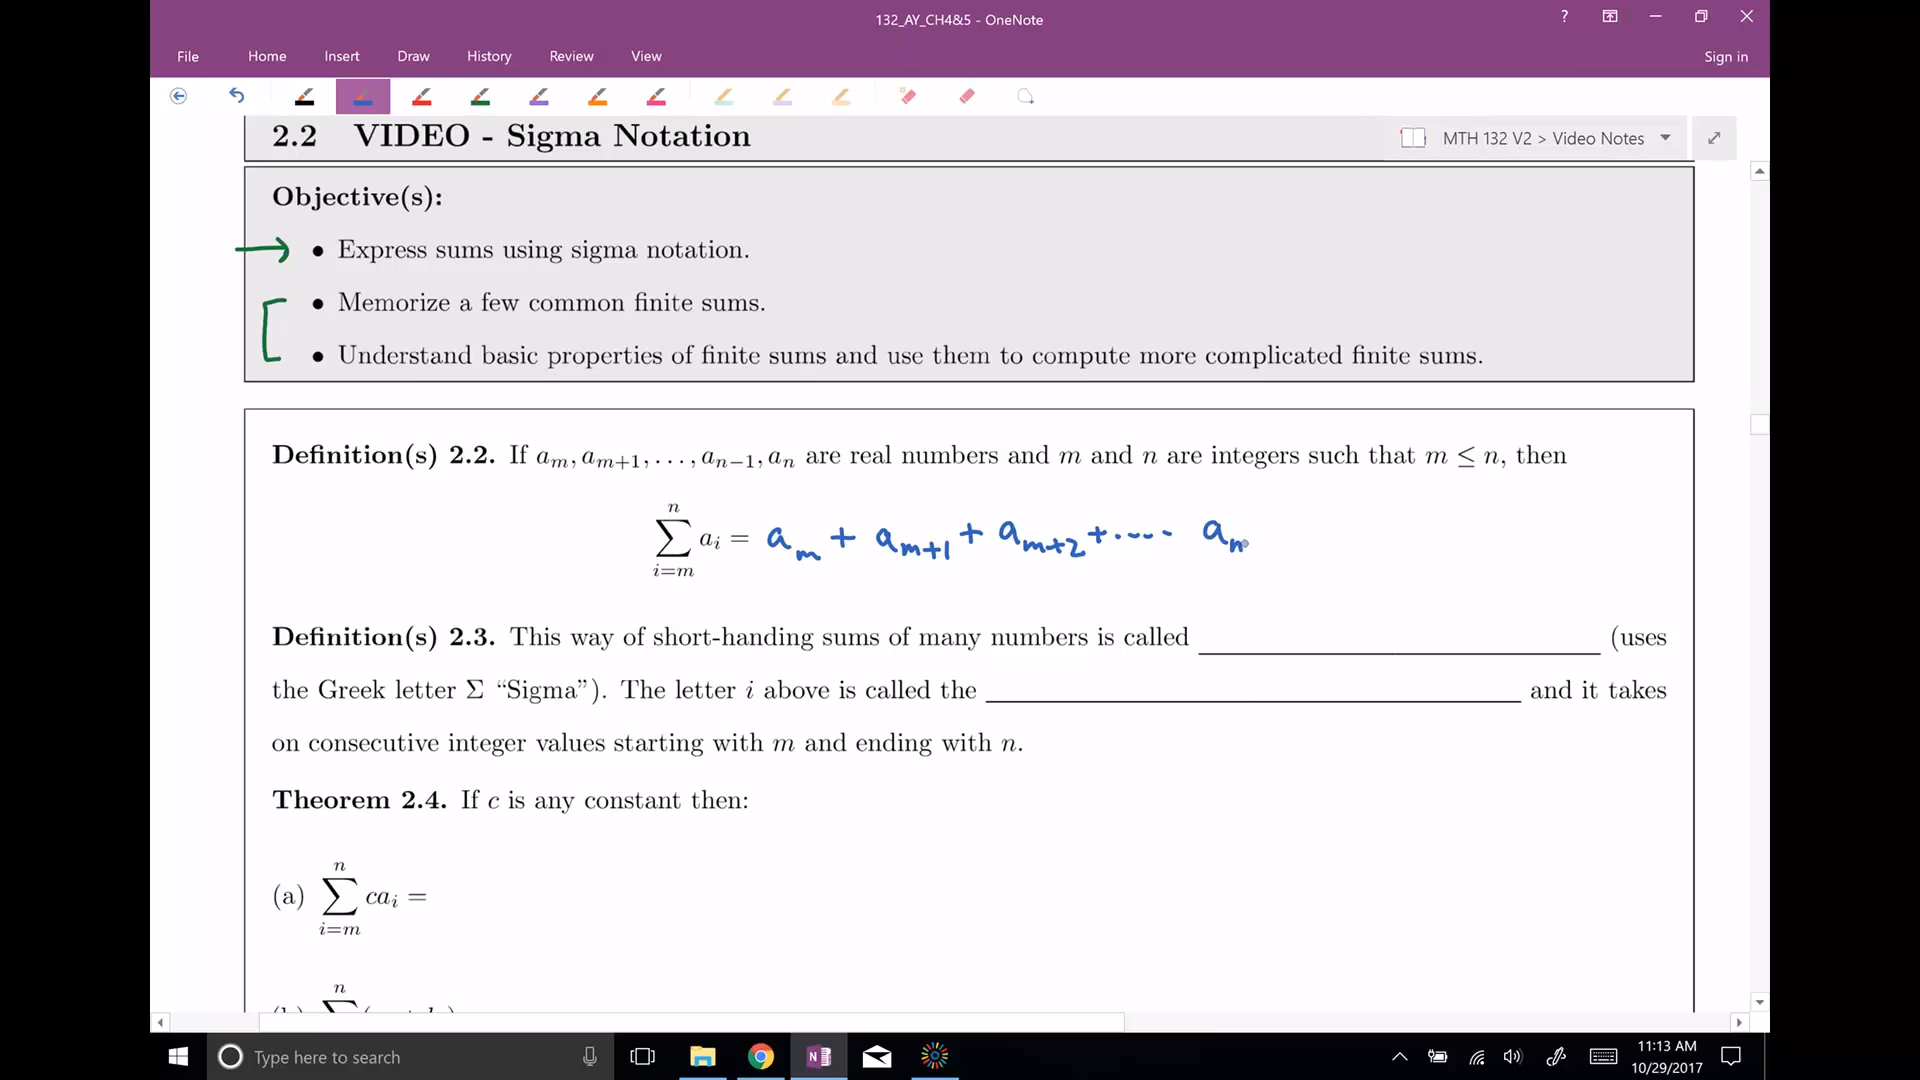 132_AY_CH4&5 - OneNote
File Home Insert Draw History Review View Sign in
2.2 VIDEO - Sigma Notation
MTH 132 V2 > Video Notes
Objective(s):
• Express sums using sigma notation.
• Memorize a few common finite sums.
• Understand basic properties of finite sums and use them to compute more complicated finite sums.
Definition(s) 2.2. If a_m, a_{m+1}, . . . , a_{n−1}, a_n are real numbers and m and n are integers such that m ≤ n, then
∑_{i=m}^{n} a_i = a_m + a_{m+1} + a_{m+2} + ..... a_n
Definition(s) 2.3. This way of short-handing sums of many numbers is called ____________ (uses
the Greek letter Σ “Sigma”). The letter i above is called the ____________ and it takes
on consecutive integer values starting with m and ending with n.
Theorem 2.4. If c is any constant then:
(a) ∑_{i=m}^{n} ca_i =
n
Type here to search
11:13 AM
10/29/2017